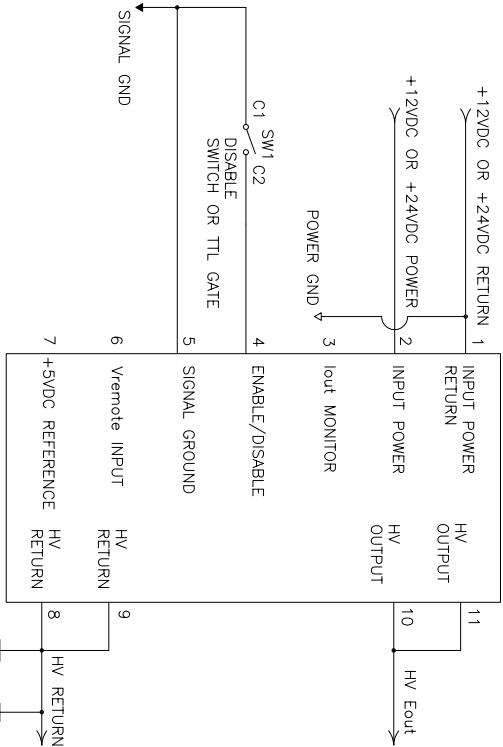 +12VDC OR +24VDC RETURN
+12VDC OR +24VDC POWER
POWER GND
C1 SW1 C2
DISABLE
SWITCH OR TTL GATE
SIGNAL GND
1 INPUT POWER
RETURN
2 INPUT POWER
3 Iout MONITOR
4 ENABLE/DISABLE
5 SIGNAL GROUND
6 Vremote INPUT
7 +5VDC REFERENCE
HV
OUTPUT
11
HV
OUTPUT
10
HV
RETURN
9
HV
RETURN
8
HV Eout
HV RETURN